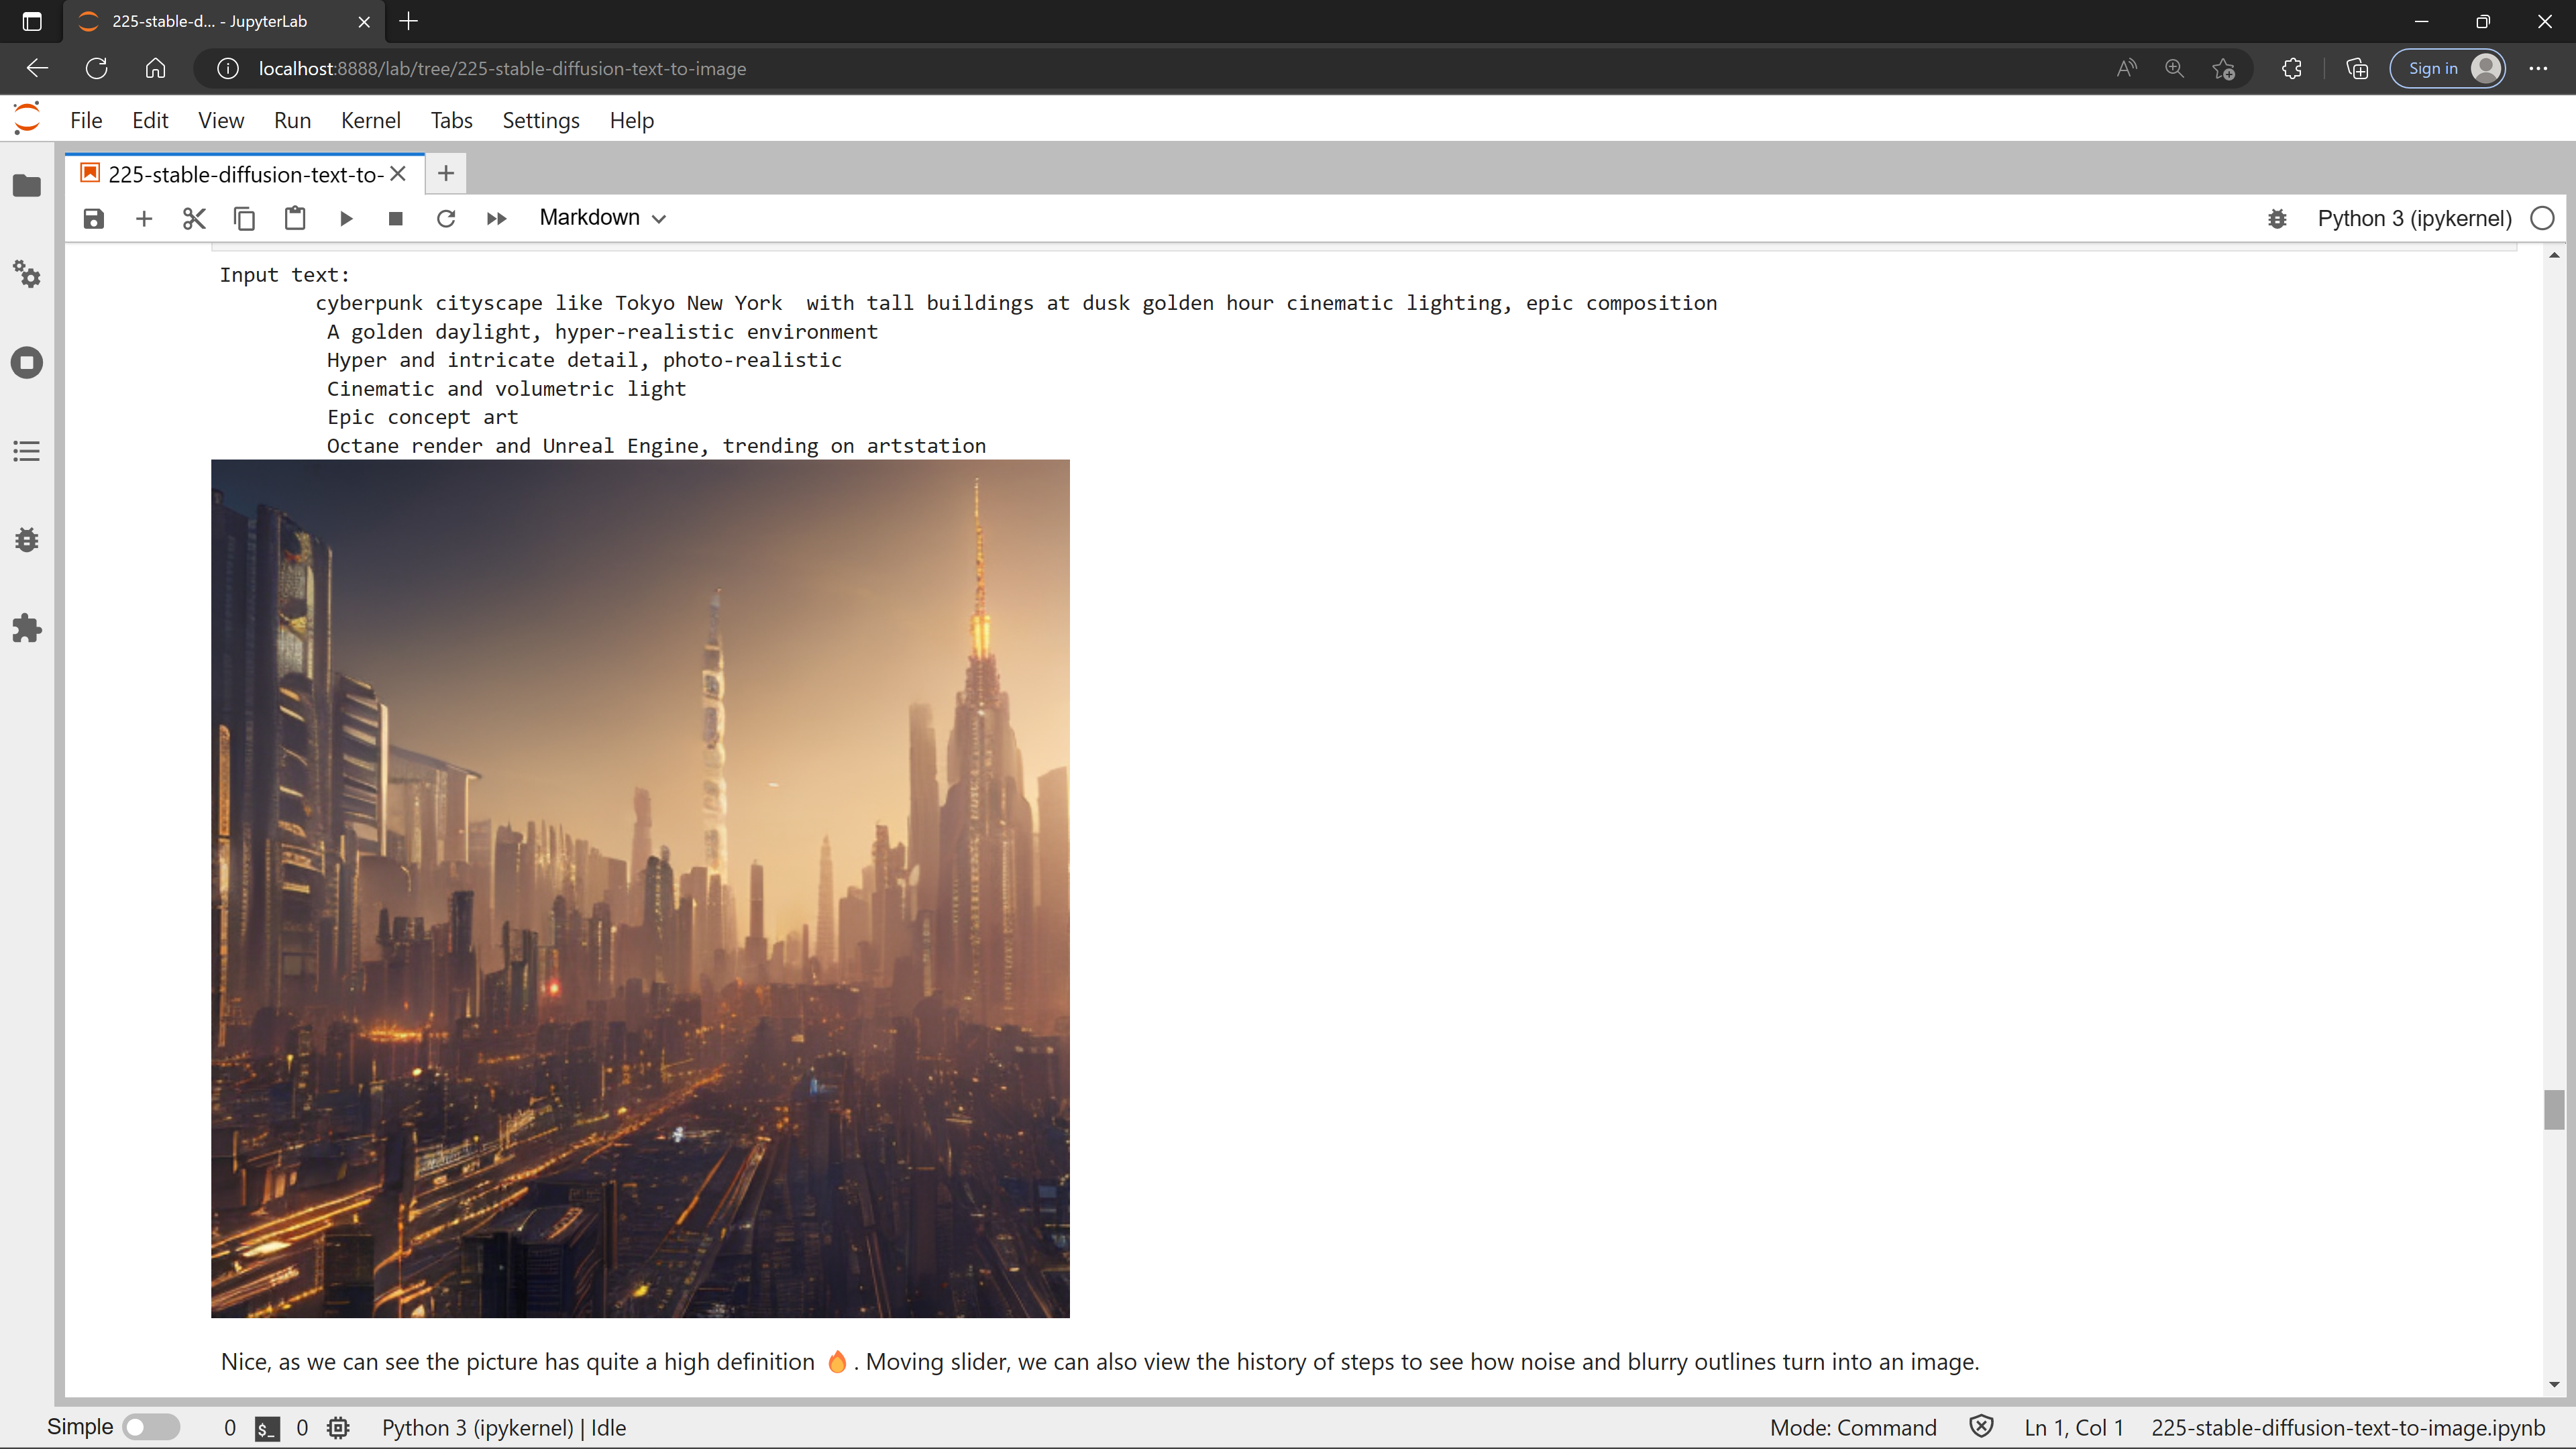 225-stable-d... - JupyterLab
localhost:8888/lab/tree/225-stable-diffusion-text-to-image
Sign in
File Edit View Run Kernel Tabs Settings Help
225-stable-diffusion-text-to-
Markdown
Python 3 (ipykernel)
Input text:
cyberpunk cityscape like Tokyo New York  with tall buildings at dusk golden hour cinematic lighting, epic composition
A golden daylight, hyper-realistic environment
Hyper and intricate detail, photo-realistic
Cinematic and volumetric light
Epic concept art
Octane render and Unreal Engine, trending on artstation
Nice, as we can see the picture has quite a high definition 🔥. Moving slider, we can also view the history of steps to see how noise and blurry outlines turn into an image.
Simple 0 $_ 0 Python 3 (ipykernel) | Idle Mode: Command Ln 1, Col 1 225-stable-diffusion-text-to-image.ipynb